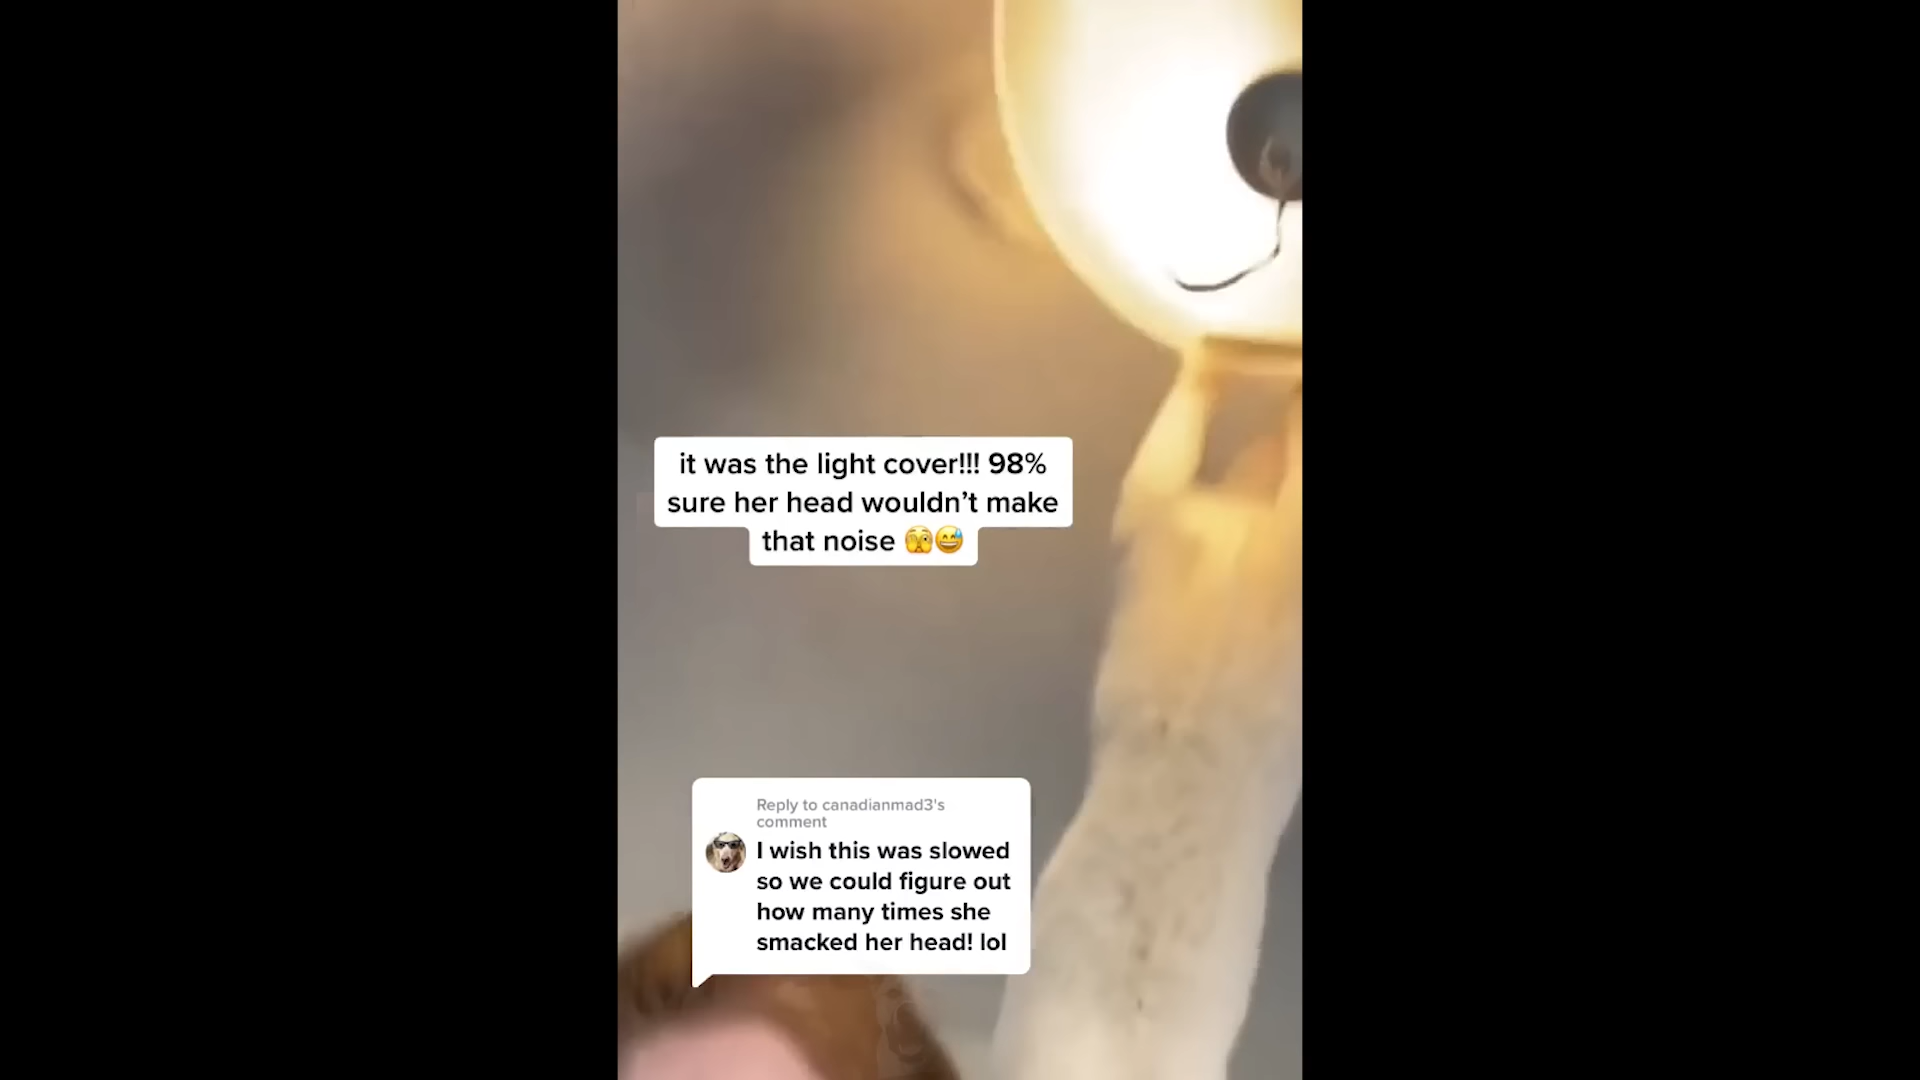 it was the light cover!!! 98%
sure her head wouldn’t make
that noise 🫣😅
Reply to canadianmad3's
comment
I wish this was slowed
so we could figure out
how many times she
smacked her head! lol